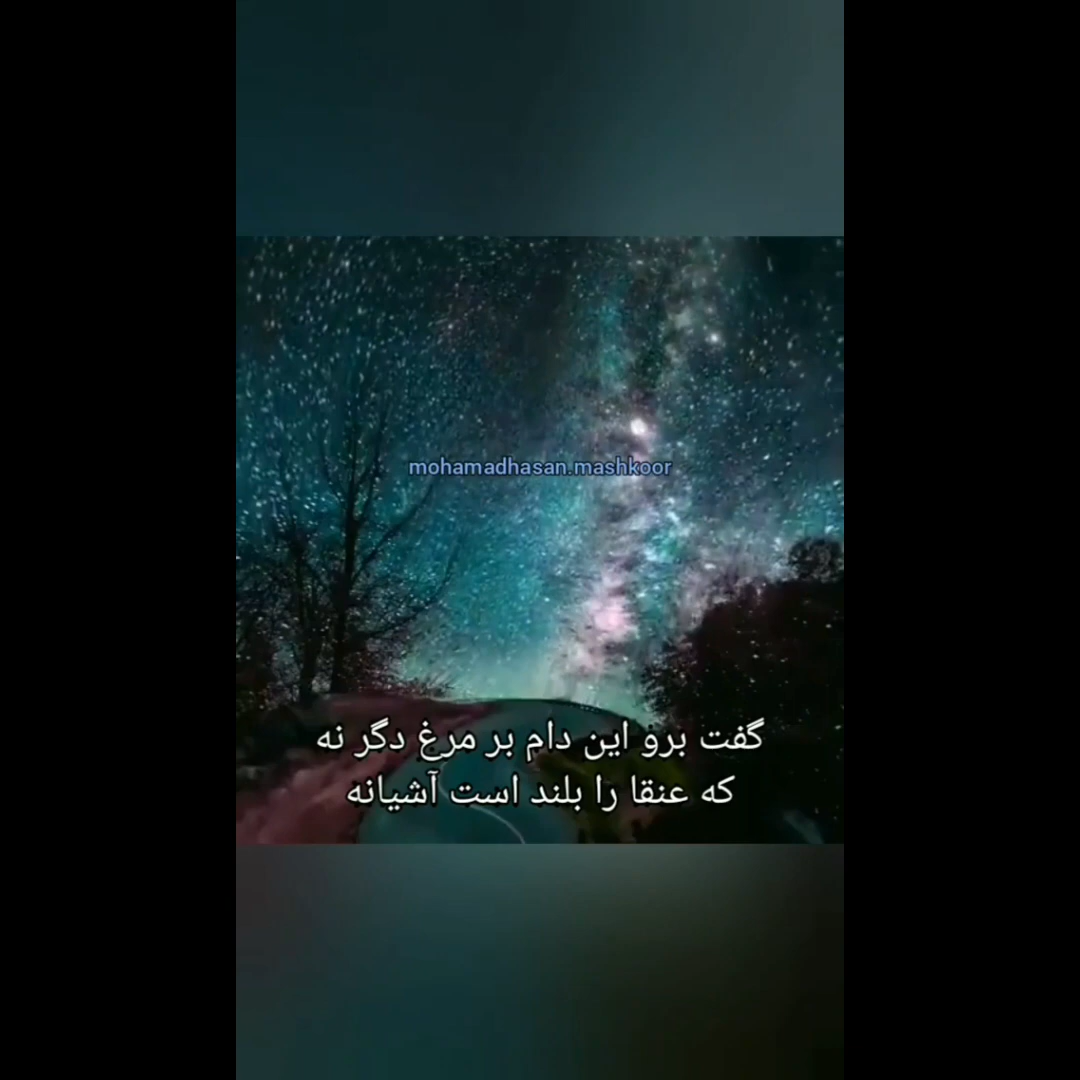 mohamadhasan.mashkoor
گفت برو این دام بر مرغ دگر نه
که عنقا را بلند است آشیانه